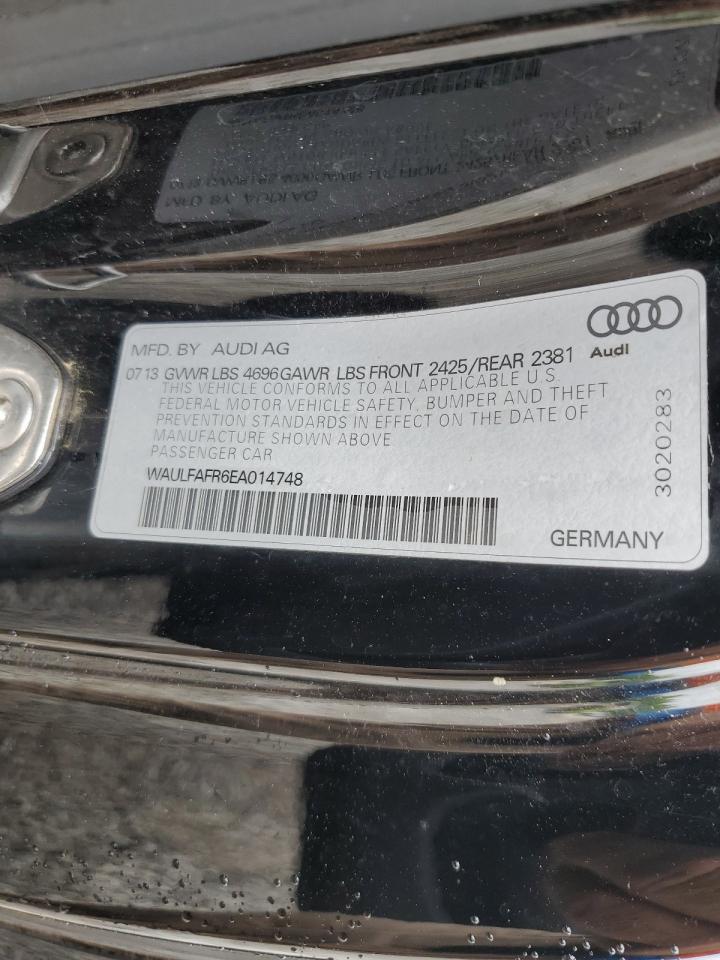 MFD. BY AUDI AG
Audi
07 13 GVWR LBS 4696 GAWR LBS FRONT 2425/REAR 2381
THIS VEHICLE CONFORMS TO ALL APPLICABLE U.S.
FEDERAL MOTOR VEHICLE SAFETY, BUMPER AND THEFT
PREVENTION STANDARDS IN EFFECT ON THE DATE OF
MANUFACTURE SHOWN ABOVE
PASSENGER CAR
WAULFAFR6EA014748
3020283
GERMANY